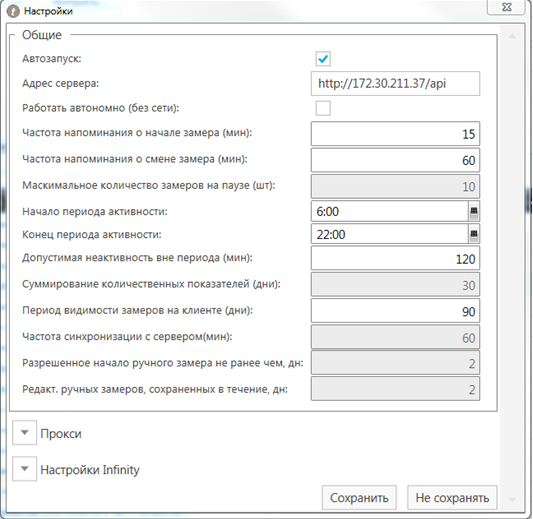 Настройки
Общие
Автозапуск:
Адрес сервера: http://172.30.211.37/api
Работать автономно (без сети):
Частота напоминания о начале замера (мин): 15
Частота напоминания о смене замера (мин): 60
Маскимальное количество замеров на паузе (шт): 10
Начало периода активности: 6:00
Конец периода активности: 22:00
Допустимая неактивность вне периода (мин): 120
Суммирование количественных показателей (дни): 30
Период видимости замеров на клиенте (дни): 90
Частота синхронизации с сервером(мин): 60
Разрешенное начало ручного замера не ранее чем, дн: 2
Редакт. ручных замеров, сохраненных в течение, дн: 2
Прокси
Настройки Infinity
Сохранить Не сохранять